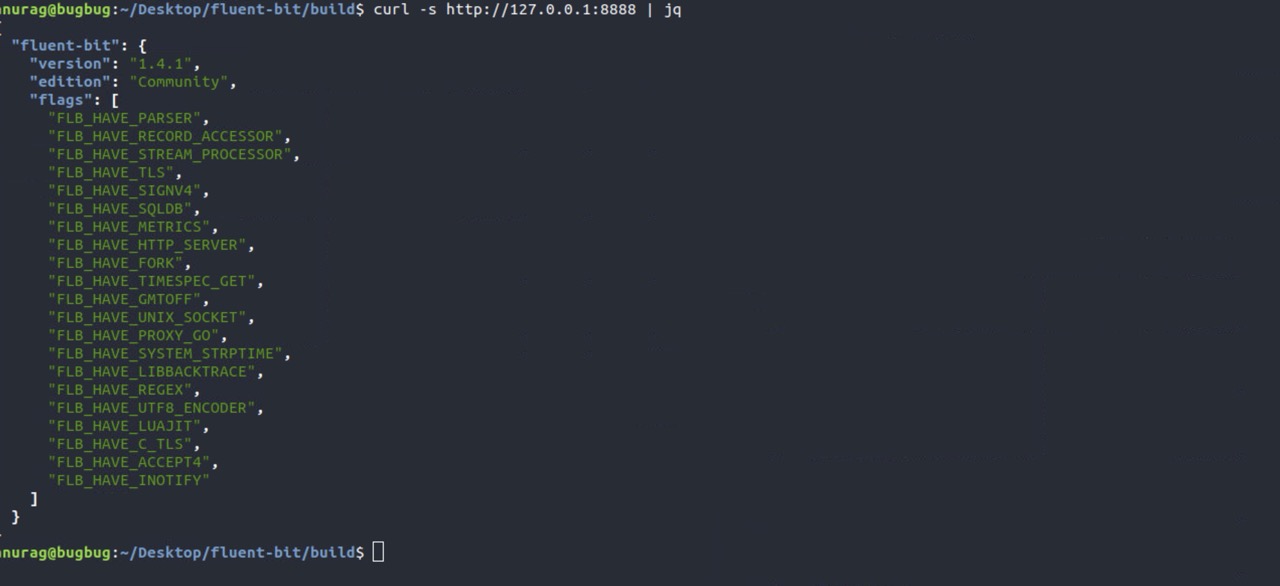 nurag@bugbug:~/Desktop/fluent-bit/build$ curl -s http://127.0.0.1:8888 | jq
{
"fluent-bit": {
"version": "1.4.1",
"edition": "Community",
"flags": [
"FLB_HAVE_PARSER",
"FLB_HAVE_RECORD_ACCESSOR",
"FLB_HAVE_STREAM_PROCESSOR",
"FLB_HAVE_TLS",
"FLB_HAVE_SIGNV4",
"FLB_HAVE_SQLDB",
"FLB_HAVE_METRICS",
"FLB_HAVE_HTTP_SERVER",
"FLB_HAVE_FORK",
"FLB_HAVE_TIMESPEC_GET",
"FLB_HAVE_GMTOFF",
"FLB_HAVE_UNIX_SOCKET",
"FLB_HAVE_PROXY_GO",
"FLB_HAVE_SYSTEM_STRPTIME",
"FLB_HAVE_LIBBACKTRACE",
"FLB_HAVE_REGEX",
"FLB_HAVE_UTF8_ENCODER",
"FLB_HAVE_LUAJIT",
"FLB_HAVE_C_TLS",
"FLB_HAVE_ACCEPT4",
"FLB_HAVE_INOTIFY"
]
}
}
nurag@bugbug:~/Desktop/fluent-bit/build$